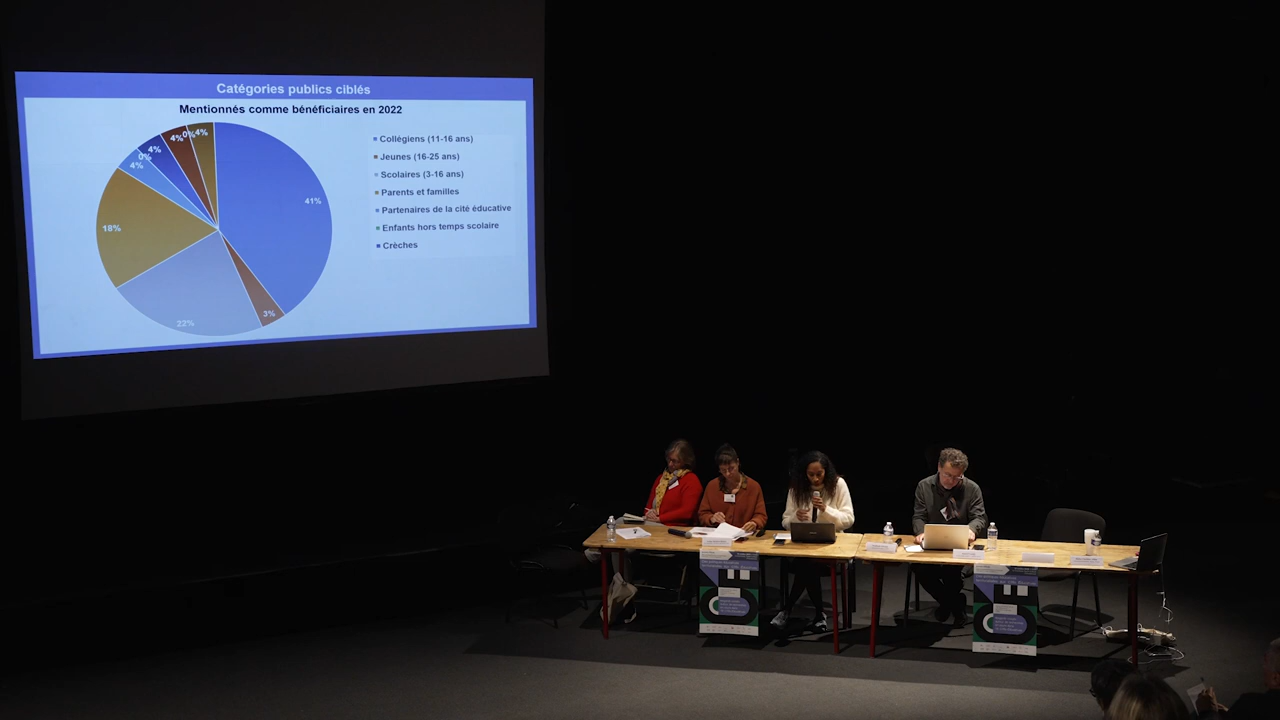 Catégories publics ciblés
Mentionnés comme bénéficiaires en 2022
4%
0%
4%
4%
0%
4%
41%
18%
22%
3%
Collégiens (11-16 ans)
Jeunes (16-25 ans)
Scolaires (3-16 ans)
Parents et familles
Partenaires de la cité éducative
Enfants hors temps scolaire
Crèches